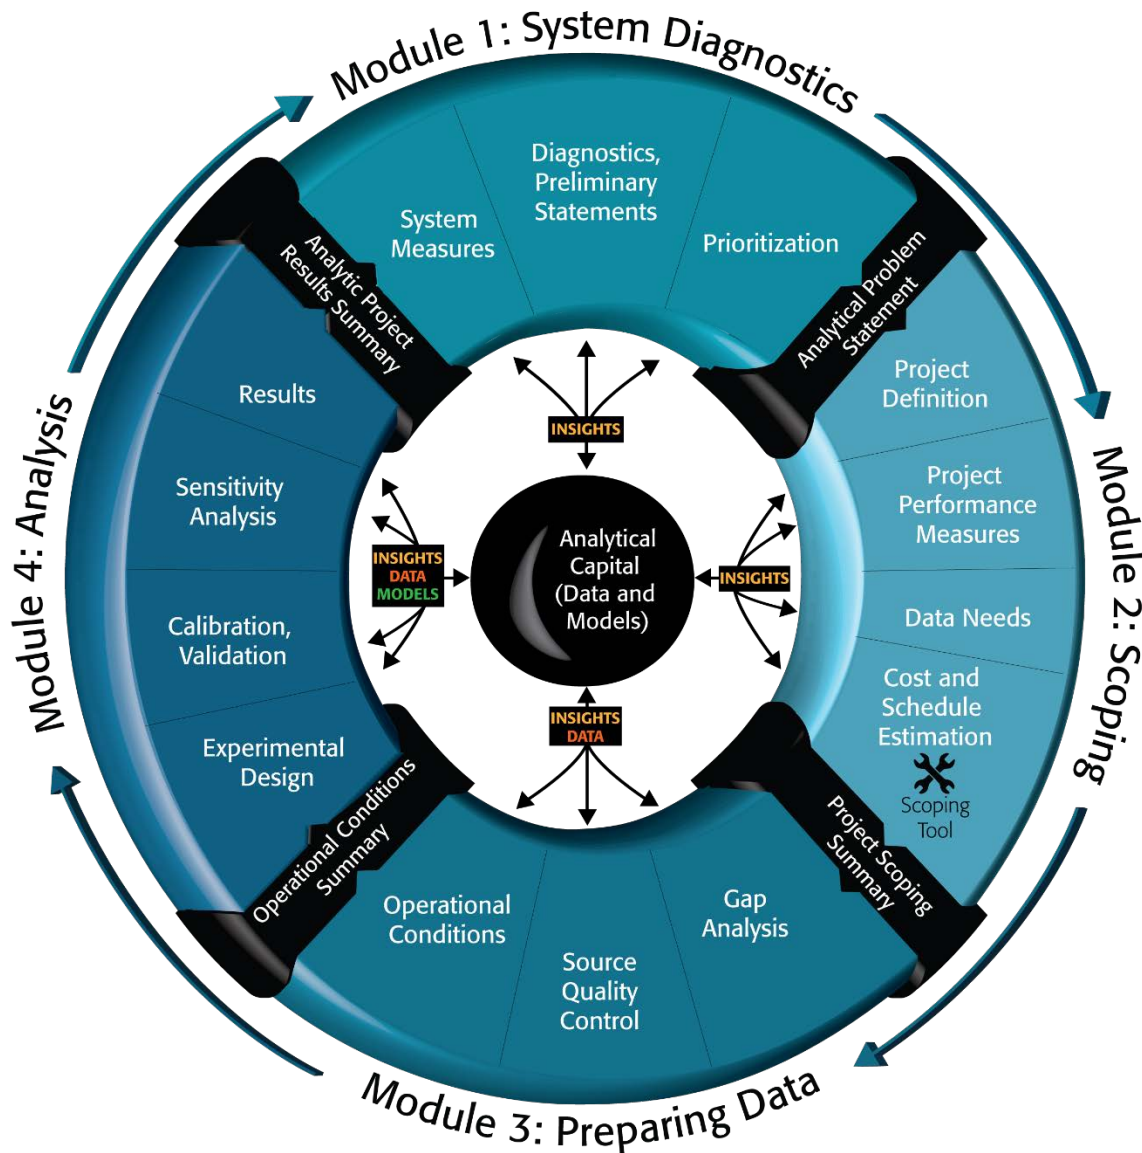 Module 1: System Diagnostics
System
Measures
Diagnostics,
Preliminary
Statements
Prioritization
Analytical Problem
Statement
Module 2: Scoping
Project
Definition
Project
Performance
Measures
Data Needs
Cost and
Schedule
Estimation
Scoping
Tool
Project Scoping
Summary
Module 3: Preparing Data
Gap
Analysis
Source
Quality
Control
Operational
Conditions
Operational Conditions
Summary
Module 4: Analysis
Experimental
Design
Calibration,
Validation
Sensitivity
Analysis
Results
Analytic Project
Results Summary
INSIGHTS
INSIGHTS
INSIGHTS
DATA
INSIGHTS
DATA
MODELS
Analytical
Capital
(Data and
Models)